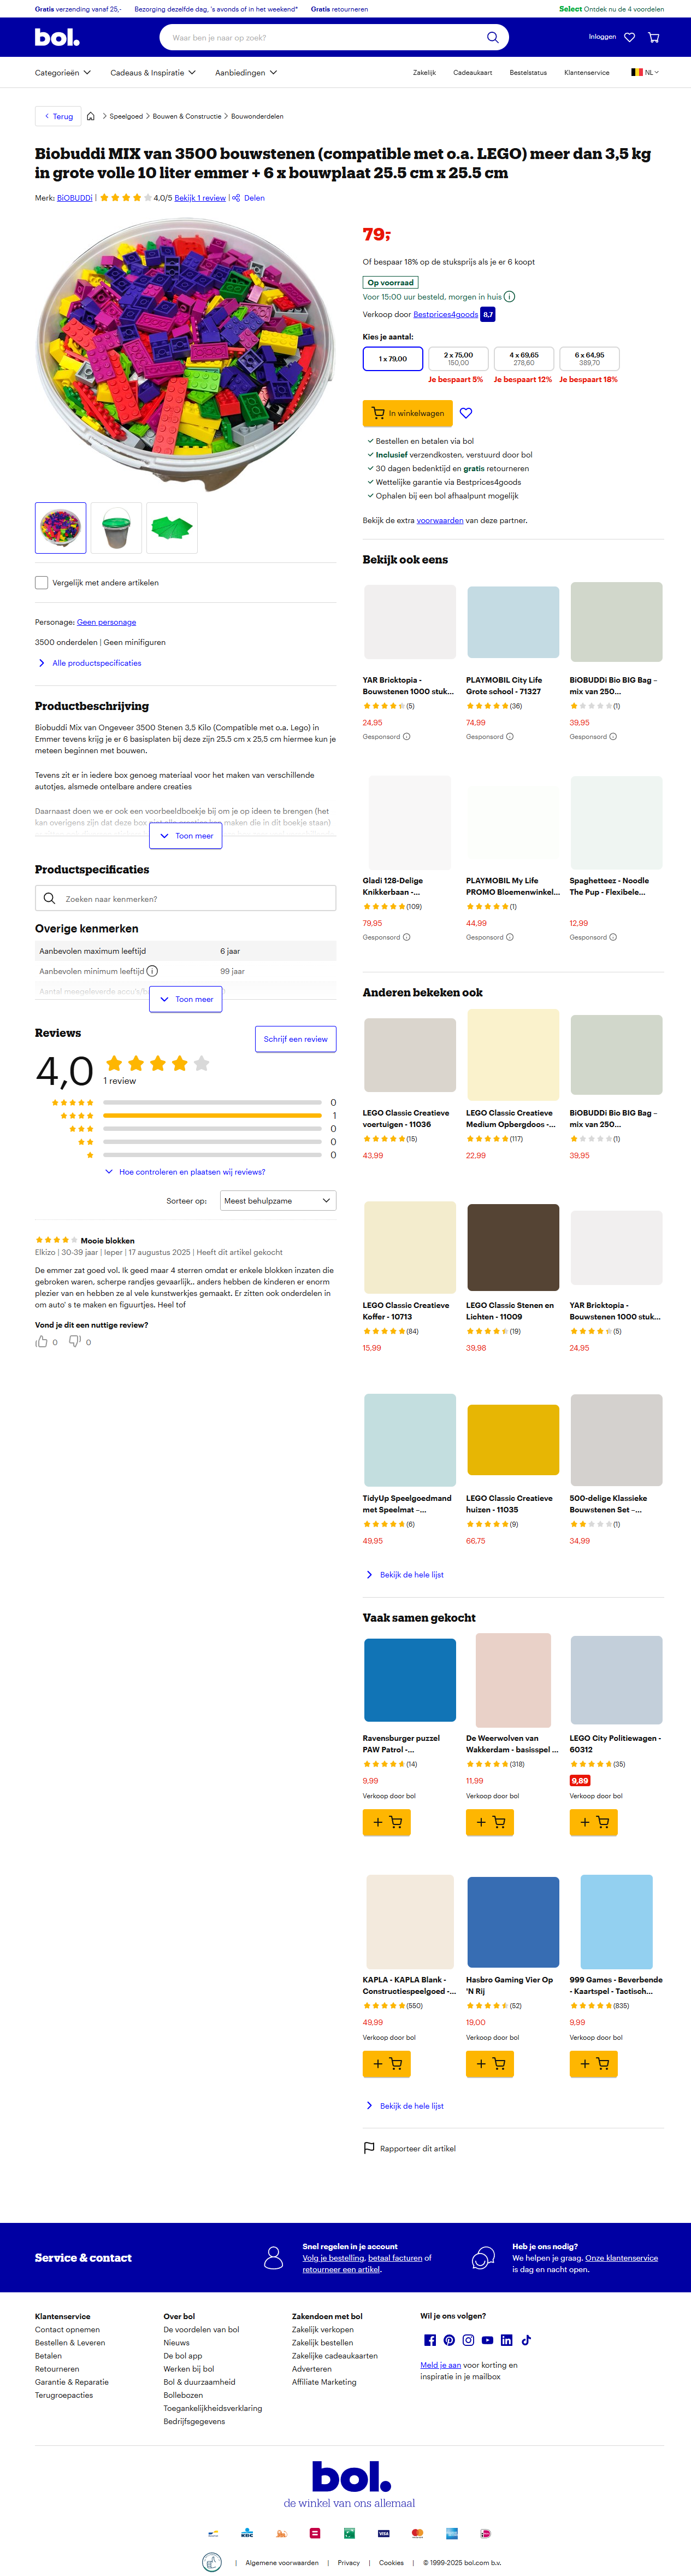 Gratis verzending vanaf 25,- Bezorging dezelfde dag, 's avonds of in het weekend* Gratis retourneren Select Ontdek nu de 4 voordelen
bol. Waar ben je naar op zoek? Inloggen
Categorieën Cadeaus & Inspiratie Aanbiedingen Zakelijk Cadeaukaart Bestelstatus Klantenservice NL
Terug Speelgoed Bouwen & Constructie Bouwonderdelen
Biobuddi MIX van 3500 bouwstenen (compatible met o.a. LEGO) meer dan 3,5 kg
in grote volle 10 liter emmer + 6 x bouwplaat 25.5 cm x 25.5 cm
Merk: BiOBUDDi | 4,0/5 Bekijk 1 review | Delen
79,-
Of bespaar 18% op de stuksprijs als je er 6 koopt
Op voorraad
Voor 15:00 uur besteld, morgen in huis
Verkoop door Bestprices4goods 8,7
Kies je aantal:
1 x 79,00 2 x 75,00 4 x 69,65 6 x 64,95
150,00 278,60 389,70
Je bespaart 5% Je bespaart 12% Je bespaart 18%
In winkelwagen
Bestellen en betalen via bol
Inclusief verzendkosten, verstuurd door bol
30 dagen bedenktijd en gratis retourneren
Wettelijke garantie via Bestprices4goods
Ophalen bij een bol afhaalpunt mogelijk
Bekijk de extra voorwaarden van deze partner.
Vergelijk met andere artikelen
Personage: Geen personage
3500 onderdelen | Geen minifiguren
Alle productspecificaties
Productbeschrijving
Biobuddi Mix van Ongeveer 3500 Stenen 3,5 Kilo (Compatible met o.a. Lego) in
Emmer tevens krijg je er 6 basisplaten bij deze zijn 25.5 cm x 25,5 cm hiermee kun je
meteen beginnen met bouwen.
Tevens zit er in iedere box genoeg materiaal voor het maken van verschillende
autotjes, alsmede ontelbare andere creaties
Daarnaast doen we er ook een voorbeeldboekje bij om je op ideen te brengen (het
Toon meer
Productspecificaties
Zoeken naar kenmerken?
Overige kenmerken
Aanbevolen maximum leeftijd 6 jaar
Aanbevolen minimum leeftijd 99 jaar
Toon meer
Reviews
Schrijf een review
4,0
1 review
0
1
0
0
0
Hoe controleren en plaatsen wij reviews?
Sorteer op: Meest behulpzame
Mooie blokken
Elkizo | 30-39 jaar | Ieper | 17 augustus 2025 | Heeft dit artikel gekocht
De emmer zat goed vol. Ik geed maar 4 sterren omdat er enkele blokken inzaten die
gebroken waren, scherpe randjes gevaarlijk.. anders hebben de kinderen er enorm
plezier van en hebben ze al vele kunstwerkjes gemaakt. Er zitten ook onderdelen in
om auto' s te maken en figuurtjes. Heel tof
Vond je dit een nuttige review?
0 0
Bekijk ook eens
YAR Bricktopia - PLAYMOBIL City Life BiOBUDDi Bio BIG Bag –
Bouwstenen 1000 stuk... Grote school - 71327 mix van 250...
(5) (36) (1)
24,95 74,99 39,95
Gesponsord Gesponsord Gesponsord
Gladi 128-Delige PLAYMOBIL My Life Spaghetteez - Noodle
Knikkerbaan -... PROMO Bloemenwinkel... The Pup - Flexibele...
(109) (1)
79,95 44,99 12,99
Gesponsord Gesponsord Gesponsord
Anderen bekeken ook
LEGO Classic Creatieve LEGO Classic Creatieve BiOBUDDi Bio BIG Bag –
voertuigen - 11036 Medium Opbergdoos -... mix van 250...
(15) (117) (1)
43,99 22,99 39,95
LEGO Classic Creatieve LEGO Classic Stenen en YAR Bricktopia -
Koffer - 10713 Lichten - 11009 Bouwstenen 1000 stuk...
(84) (19) (5)
15,99 39,98 24,95
TidyUp Speelgoedmand LEGO Classic Creatieve 500-delige Klassieke
met Speelmat –... huizen - 11035 Bouwstenen Set –...
(6) (9) (1)
49,95 66,75 34,99
Bekijk de hele lijst
Vaak samen gekocht
Ravensburger puzzel De Weerwolven van LEGO City Politiewagen -
PAW Patrol -... Wakkerdam - basisspel ... 60312
(14) (318) (35)
9,99 11,99 9,89
Verkoop door bol Verkoop door bol Verkoop door bol
KAPLA - KAPLA Blank - Hasbro Gaming Vier Op 999 Games - Beverbende
Constructiespeelgoed -... 'N Rij - Kaartspel - Tactisch...
(550) (52) (835)
49,99 19,00 9,99
Verkoop door bol Verkoop door bol Verkoop door bol
Bekijk de hele lijst
Rapporteer dit artikel
Service & contact
Snel regelen in je account
Volg je bestelling, betaal facturen of
retourneer een artikel.
Heb je ons nodig?
We helpen je graag. Onze klantenservice
is dag en nacht open.
Klantenservice
Contact opnemen
Bestellen & Leveren
Betalen
Retourneren
Garantie & Reparatie
Terugroepacties
Over bol
De voordelen van bol
Nieuws
De bol app
Werken bij bol
Bol & duurzaamheid
Bollebozen
Toegankelijkheidsverklaring
Bedrijfsgegevens
Zakendoen met bol
Zakelijk verkopen
Zakelijk bestellen
Zakelijke cadeaukaarten
Adverteren
Affiliate Marketing
Wil je ons volgen?
Meld je aan voor korting en
inspiratie in je mailbox
bol.
de winkel van ons allemaal
KBC VISA
| Algemene voorwaarden | Privacy | Cookies | © 1999-2025 bol.com b.v.